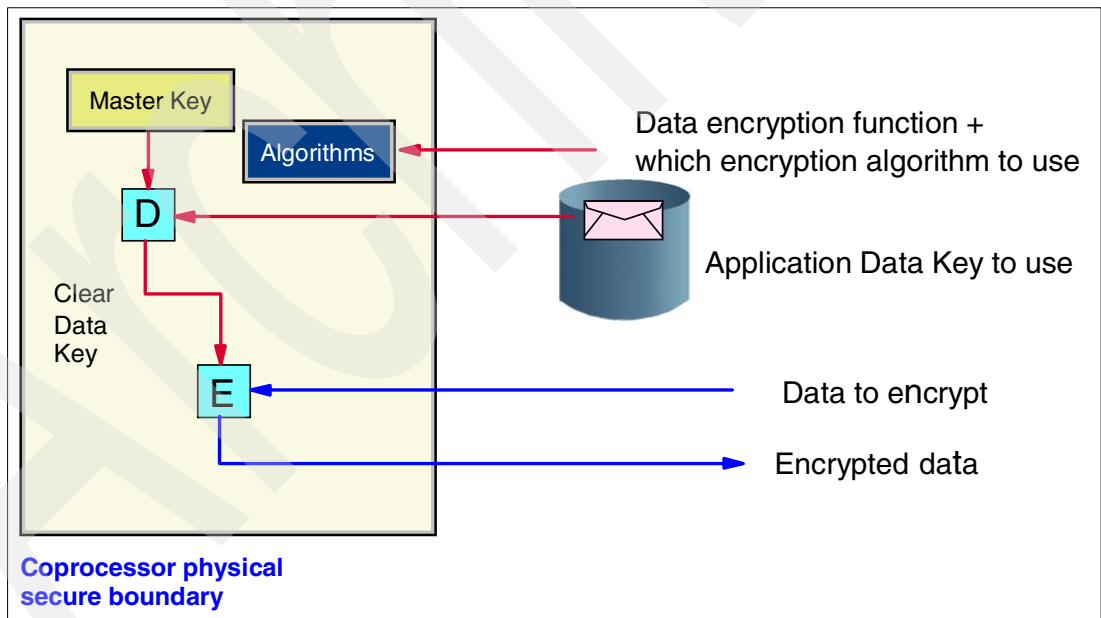 Master Key
Algorithms
Data encryption function +
which encryption algorithm to use
D
Application Data Key to use
Clear
Data
Key
E
Data to encrypt
Encrypted data
Coprocessor physical
secure boundary